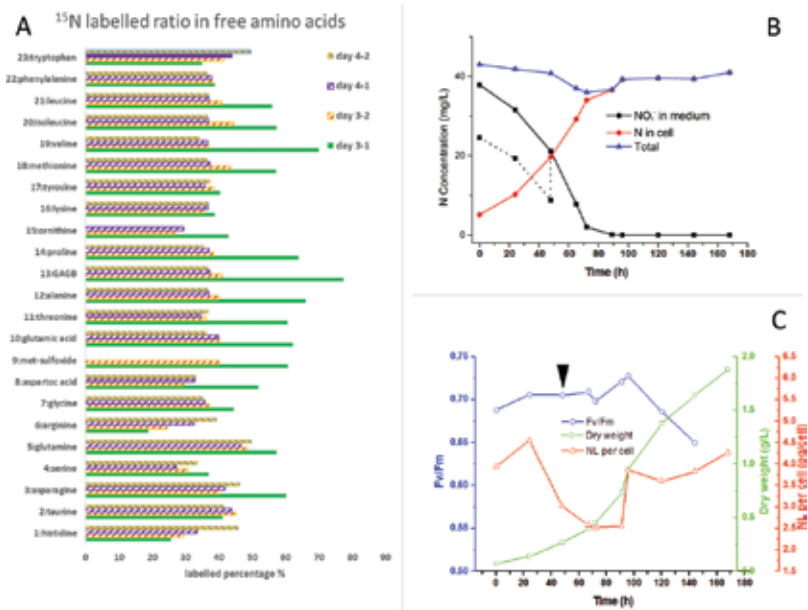 A
15N labelled ratio in free amino acids
23:tryptophan
22:phenylalanine
21:leucine
20:isoleucine
19:valine
18:methionine
17:tyrosine
16:lysine
15:ornithine
14:proline
13:GAGB
12:alanine
11:threonine
10:glutamic acid
9:met-sulfoxide
8:aspartoc acid
7:glycine
6:arginine
5:glutamine
4:serine
3:asparagine
2:taurine
1:histidine
day 4-2
day 4-1
day 3-2
day 3-1
0 10 20 30 40 50 60 70 80 90
labelled percentage %
B
N Concentration (mg/L)
60
40
20
0
NO3- in medium
N in cell
Total
0 20 40 60 80 100 120 140 160 180
Time (h)
C
Fv/Fm
0.75
0.70
0.65
0.60
0.55
0.50
Fv/Fm
Dry weight
NL per cell
2.0
1.5
1.0
0.5
0.0
Dry weight (g/L)
6.5
6.0
5.5
5.0
4.5
4.0
3.5
3.0
2.5
2.0
1.5
0 20 40 60 80 100 120 140 160 180
Time (h)